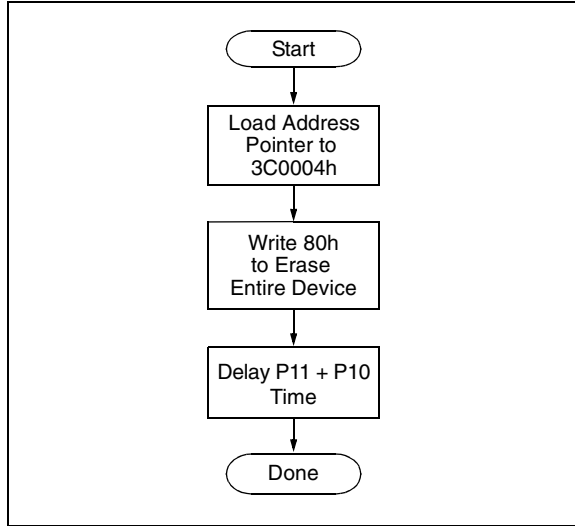 Start
Load Address
Pointer to
3C0004h
Write 80h
to Erase
Entire Device
Delay P11 + P10
Time
Done